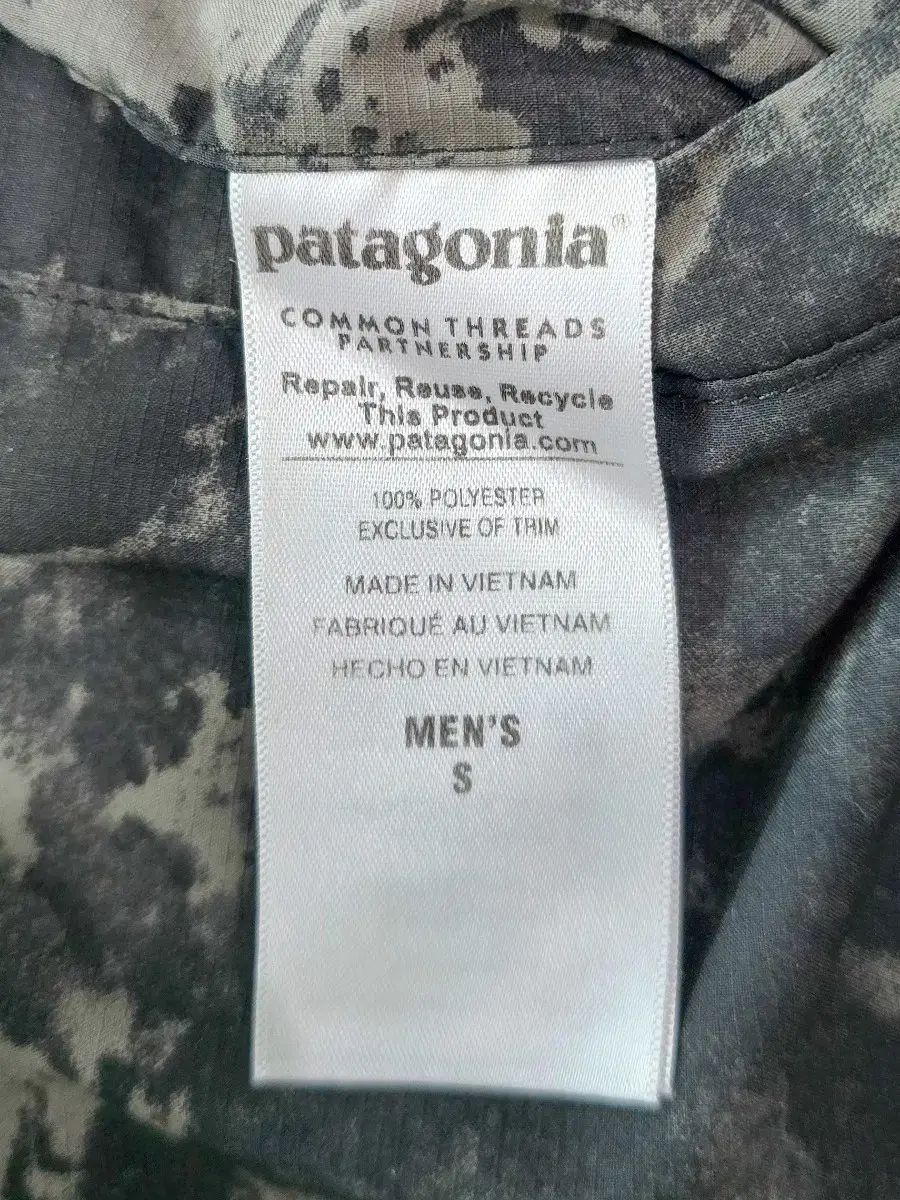 patagonia®
COMMON THREADS
PARTNERSHIP
Repair, Reuse, Recycle
This Product
www.patagonia.com
100% POLYESTER
EXCLUSIVE OF TRIM
MADE IN VIETNAM
FABRIQUÉ AU VIETNAM
HECHO EN VIETNAM
MEN'S
S